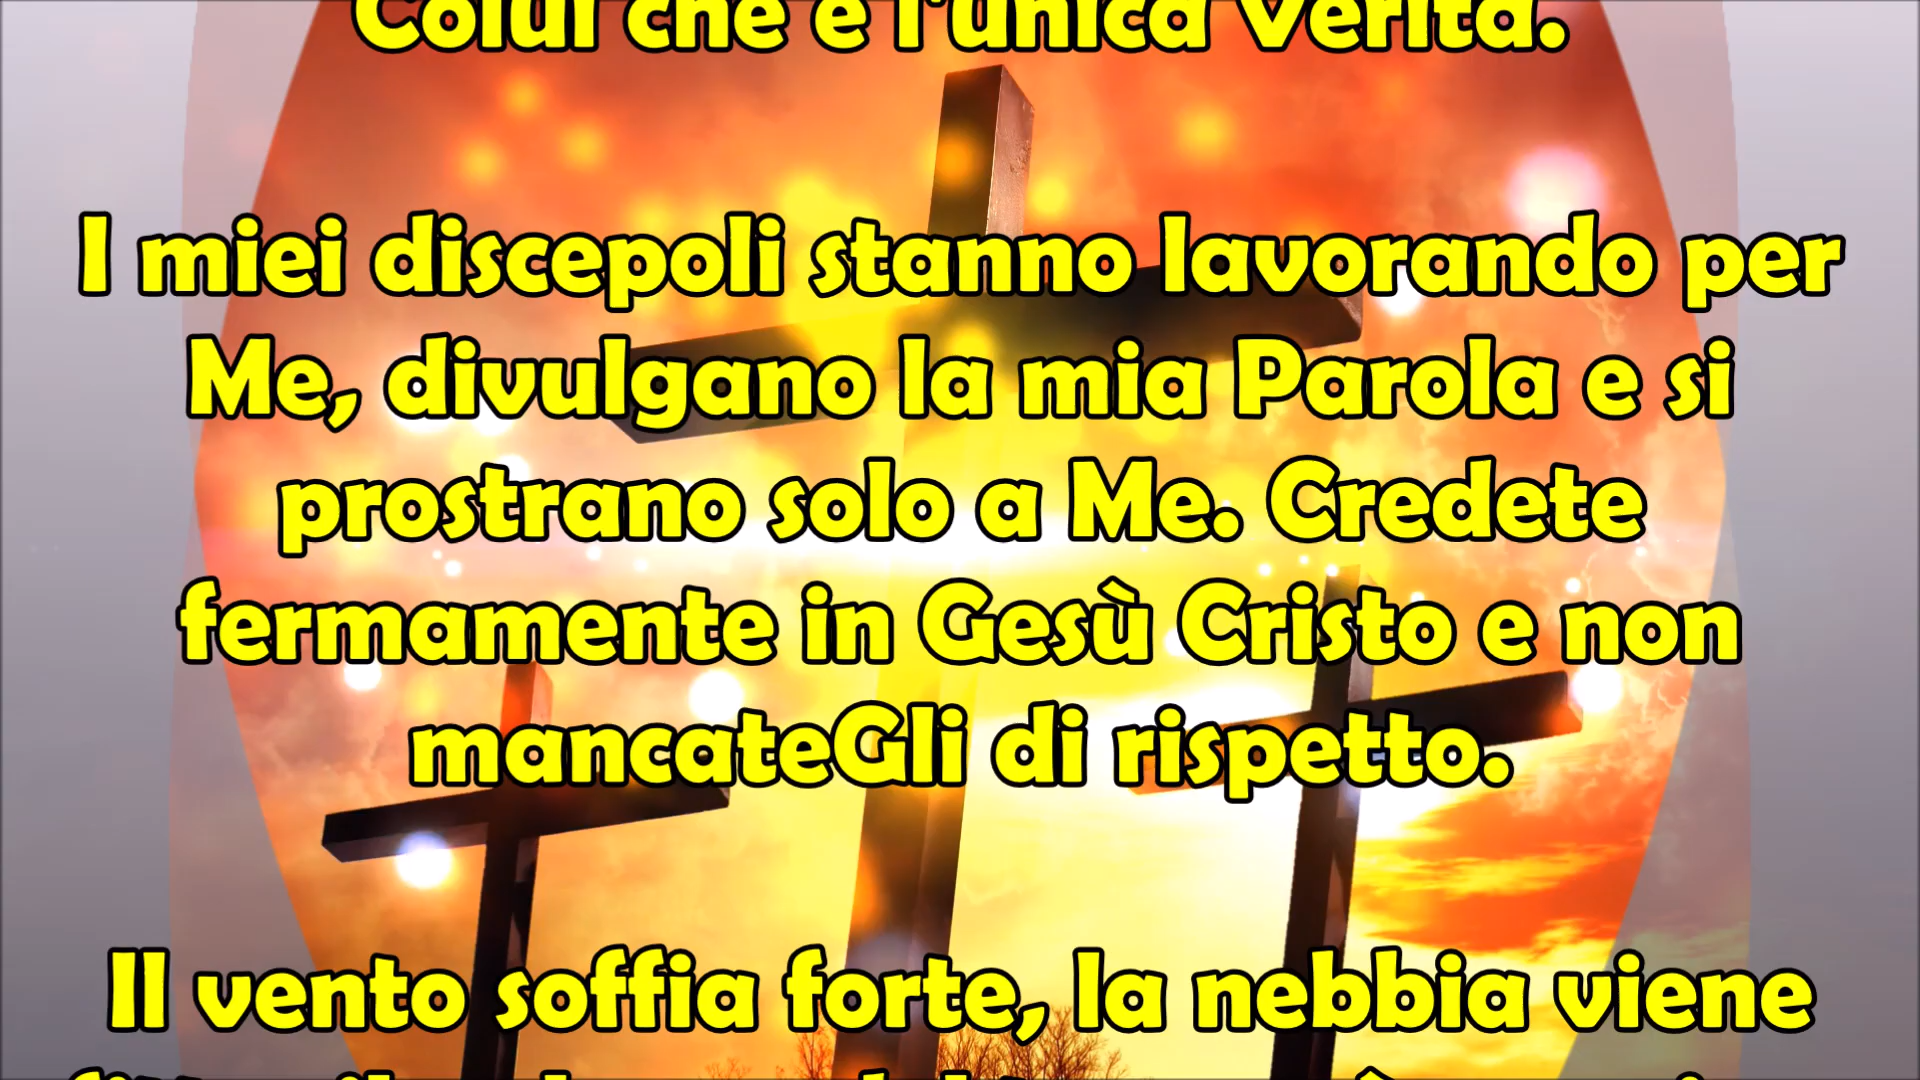 Colui che è l'unica verità.
I miei discepoli stanno lavorando per
Me, divulgano la mia Parola e si
prostrano solo a Me. Credete
fermamente in Gesù Cristo e non
mancateGli di rispetto.
Il vento soffia forte, la nebbia viene